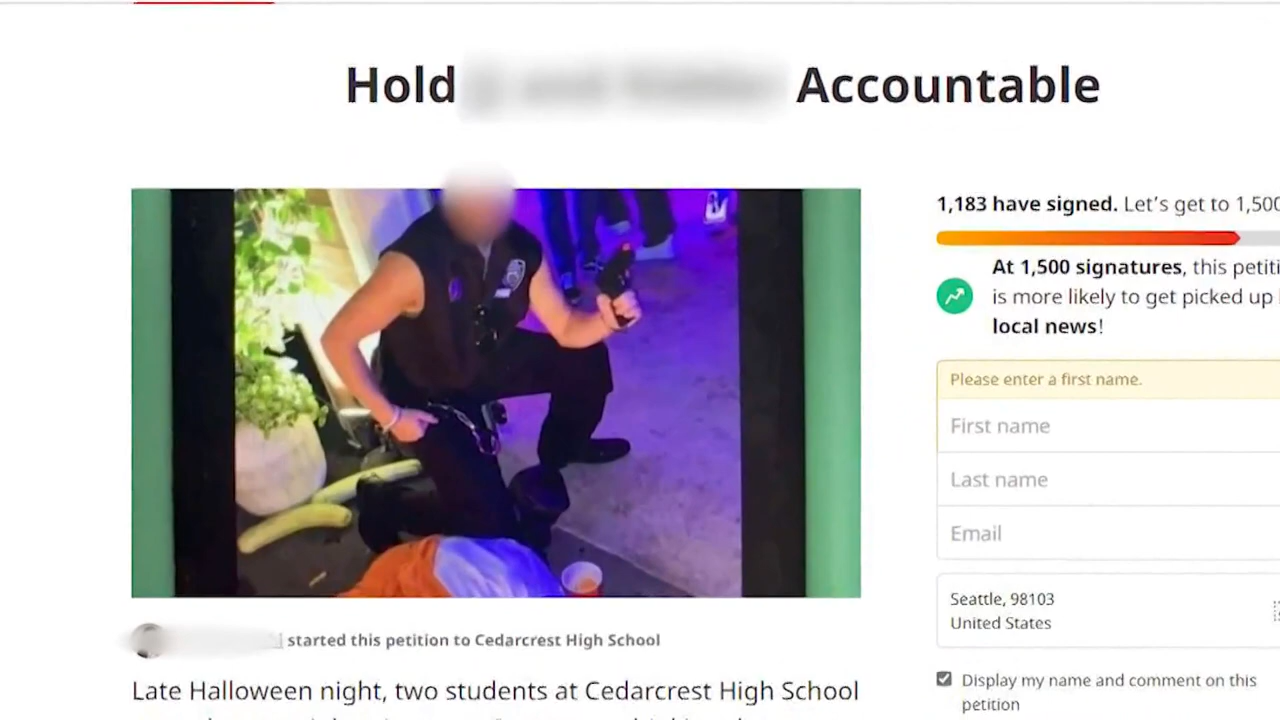 Hold Accountable
1,183 have signed. Let's get to 1,500
At 1,500 signatures, this petiti
is more likely to get picked up
local news!
Please enter a first name.
First name
Last name
Email
Seattle, 98103
United States
Display my name and comment on this
petition
started this petition to Cedarcrest High School
Late Halloween night, two students at Cedarcrest High School